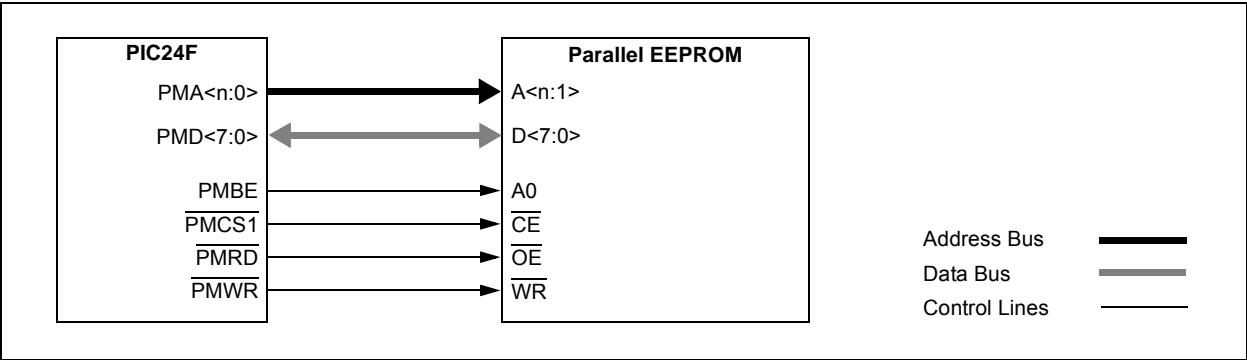 PIC24F
PMA<n:0>
PMD<7:0>
PMBE
PMCS1
PMRD
PMWR
Parallel EEPROM
A<n:1>
D<7:0>
A0
CE
OE
WR
Address Bus
Data Bus
Control Lines